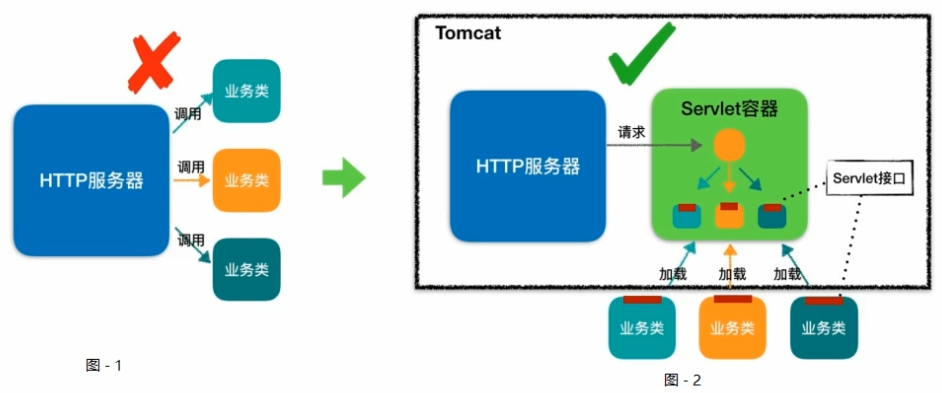 调用
业务类
HTTP服务器
调用
业务类
调用
业务类
图 - 1
Tomcat
Servlet容器
请求
HTTP服务器
Servlet接口
加载
加载
加载
业务类
业务类
业务类
图 - 2